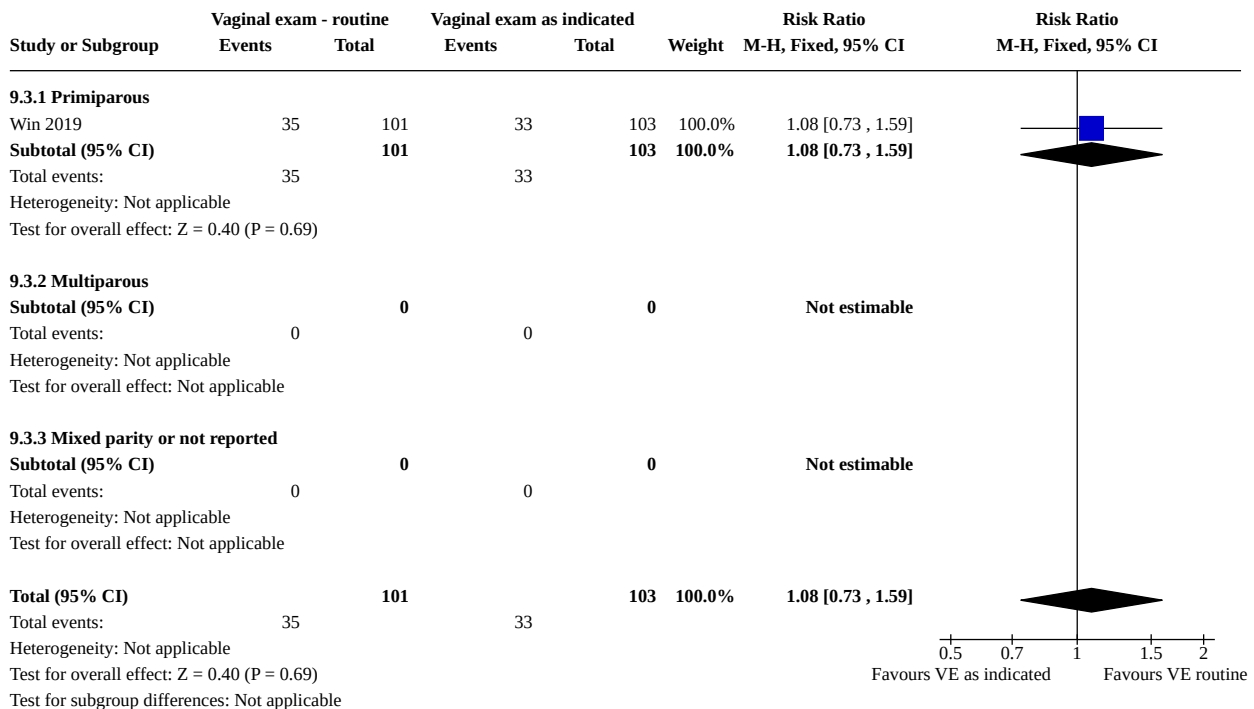 Vaginal exam - routine Vaginal exam as indicated Risk Ratio Risk Ratio
Study or Subgroup Events Total Events Total Weight M-H, Fixed, 95% CI M-H, Fixed, 95% CI
9.3.1 Primiparous
Win 2019 35 101 33 103 100.0% 1.08 [0.73 , 1.59]
Subtotal (95% CI) 101 103 100.0% 1.08 [0.73 , 1.59]
Total events: 35 33
Heterogeneity: Not applicable
Test for overall effect: Z = 0.40 (P = 0.69)
9.3.2 Multiparous
Subtotal (95% CI) 0 0 Not estimable
Total events: 0 0
Heterogeneity: Not applicable
Test for overall effect: Not applicable
9.3.3 Mixed parity or not reported
Subtotal (95% CI) 0 0 Not estimable
Total events: 0 0
Heterogeneity: Not applicable
Test for overall effect: Not applicable
Total (95% CI) 101 103 100.0% 1.08 [0.73 , 1.59]
Total events: 35 33
Heterogeneity: Not applicable 0.5 0.7 1 1.5 2
Test for overall effect: Z = 0.40 (P = 0.69) Favours VE as indicated Favours VE routine
Test for subgroup differences: Not applicable